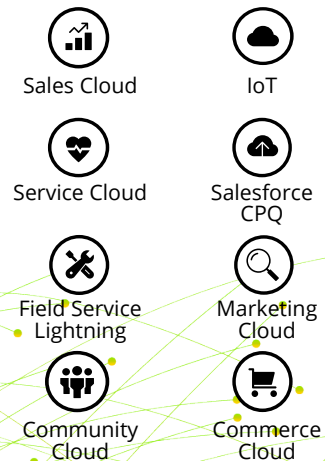 Sales Cloud
IoT
Service Cloud
Salesforce
CPQ
Field Service
Lightning
Marketing
Cloud
Community
Cloud
Commerce
Cloud